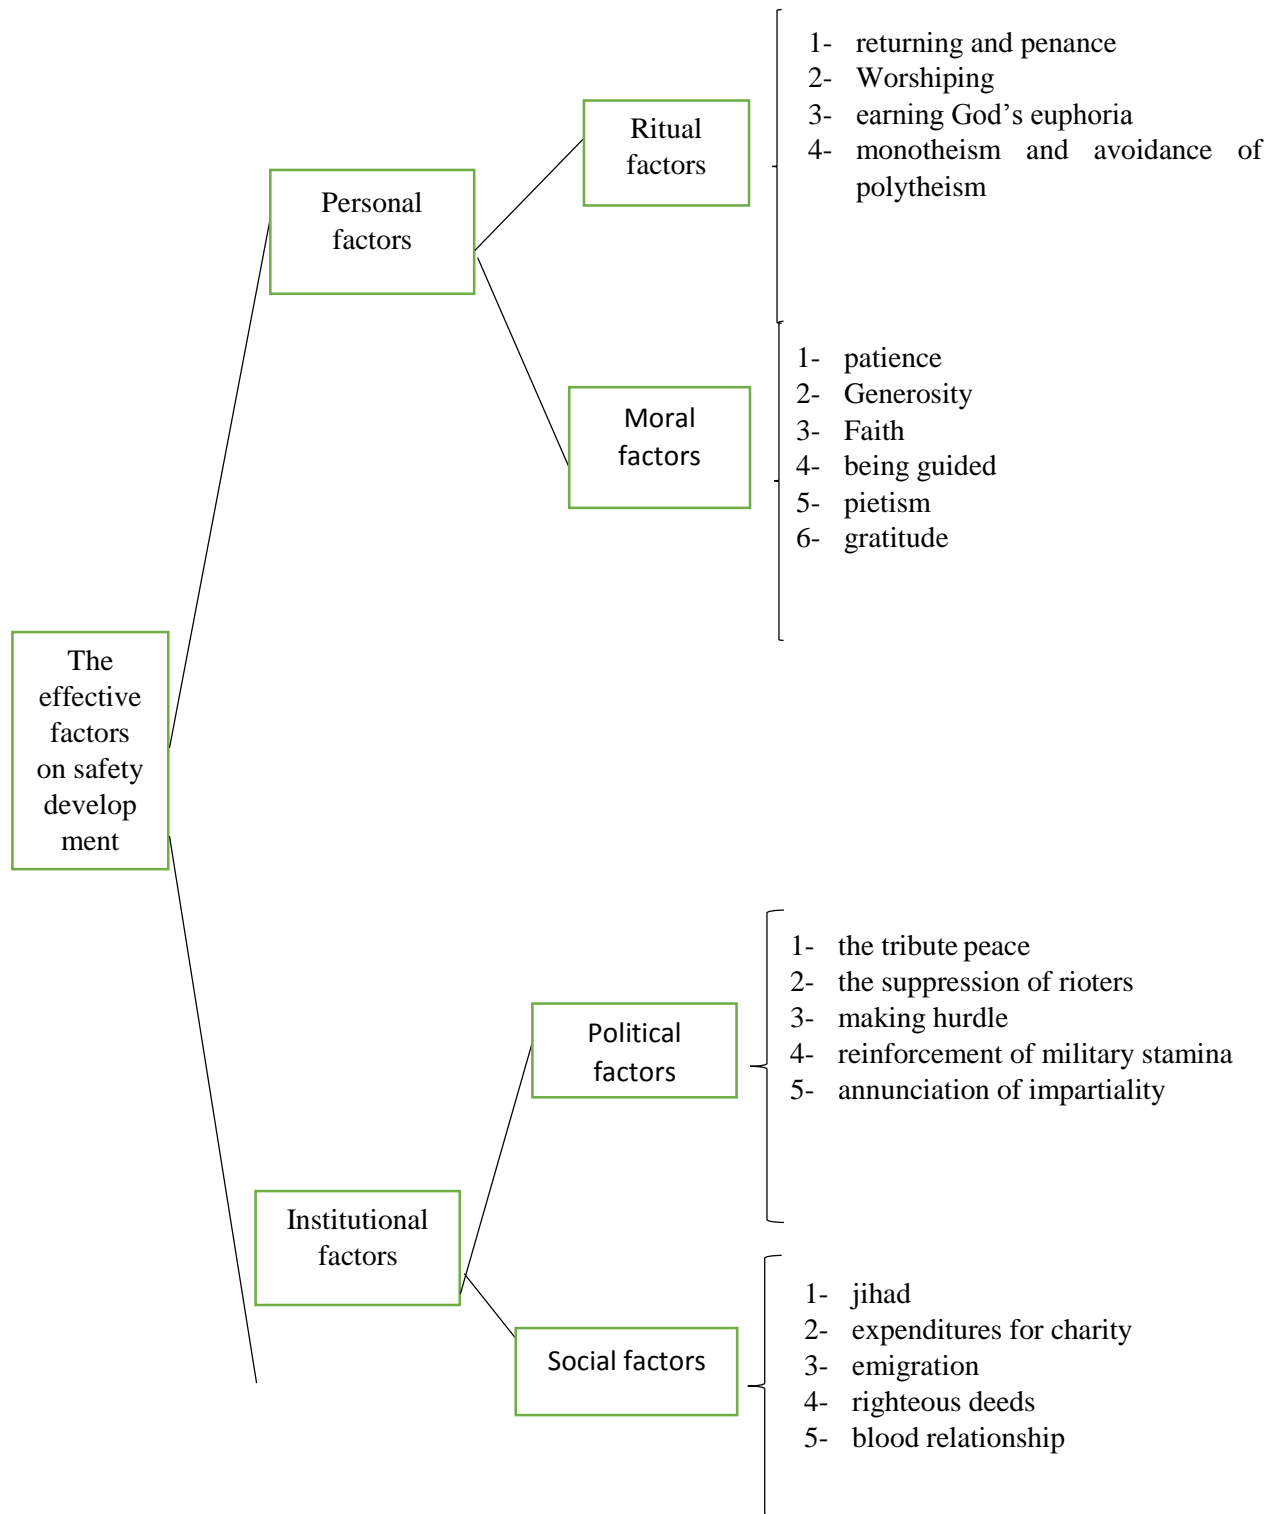 The
effective
factors
on safety
develop
ment
Personal
factors
Ritual
factors
1- returning and penance
2- Worshiping
3- earning God’s euphoria
4- monotheism and avoidance of
polytheism
Moral
factors
1- patience
2- Generosity
3- Faith
4- being guided
5- pietism
6- gratitude
Institutional
factors
Political
factors
1- the tribute peace
2- the suppression of rioters
3- making hurdle
4- reinforcement of military stamina
5- annunciation of impartiality
Social factors
1- jihad
2- expenditures for charity
3- emigration
4- righteous deeds
5- blood relationship